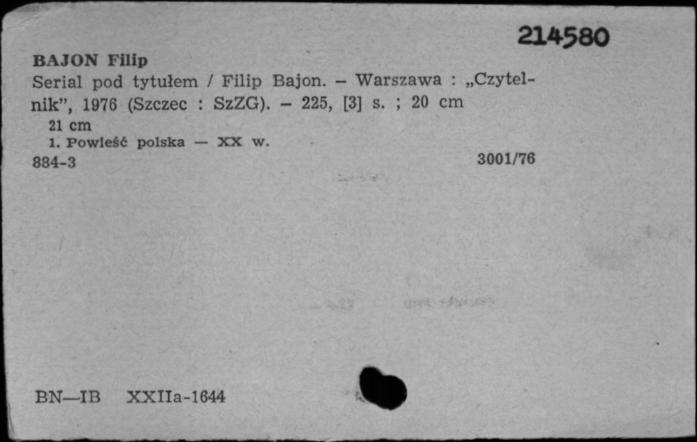 214580
BAJON Filip
Serial pod tytułem / Filip Bajon. — Warszawa : „Czytel-
nik”, 1976 (Szczec : SzZG). — 225, [3] s. ; 20 cm
21 cm
1. Powieść polska — XX w.
884-3 3001/76
BN—IB XXIIa-1644